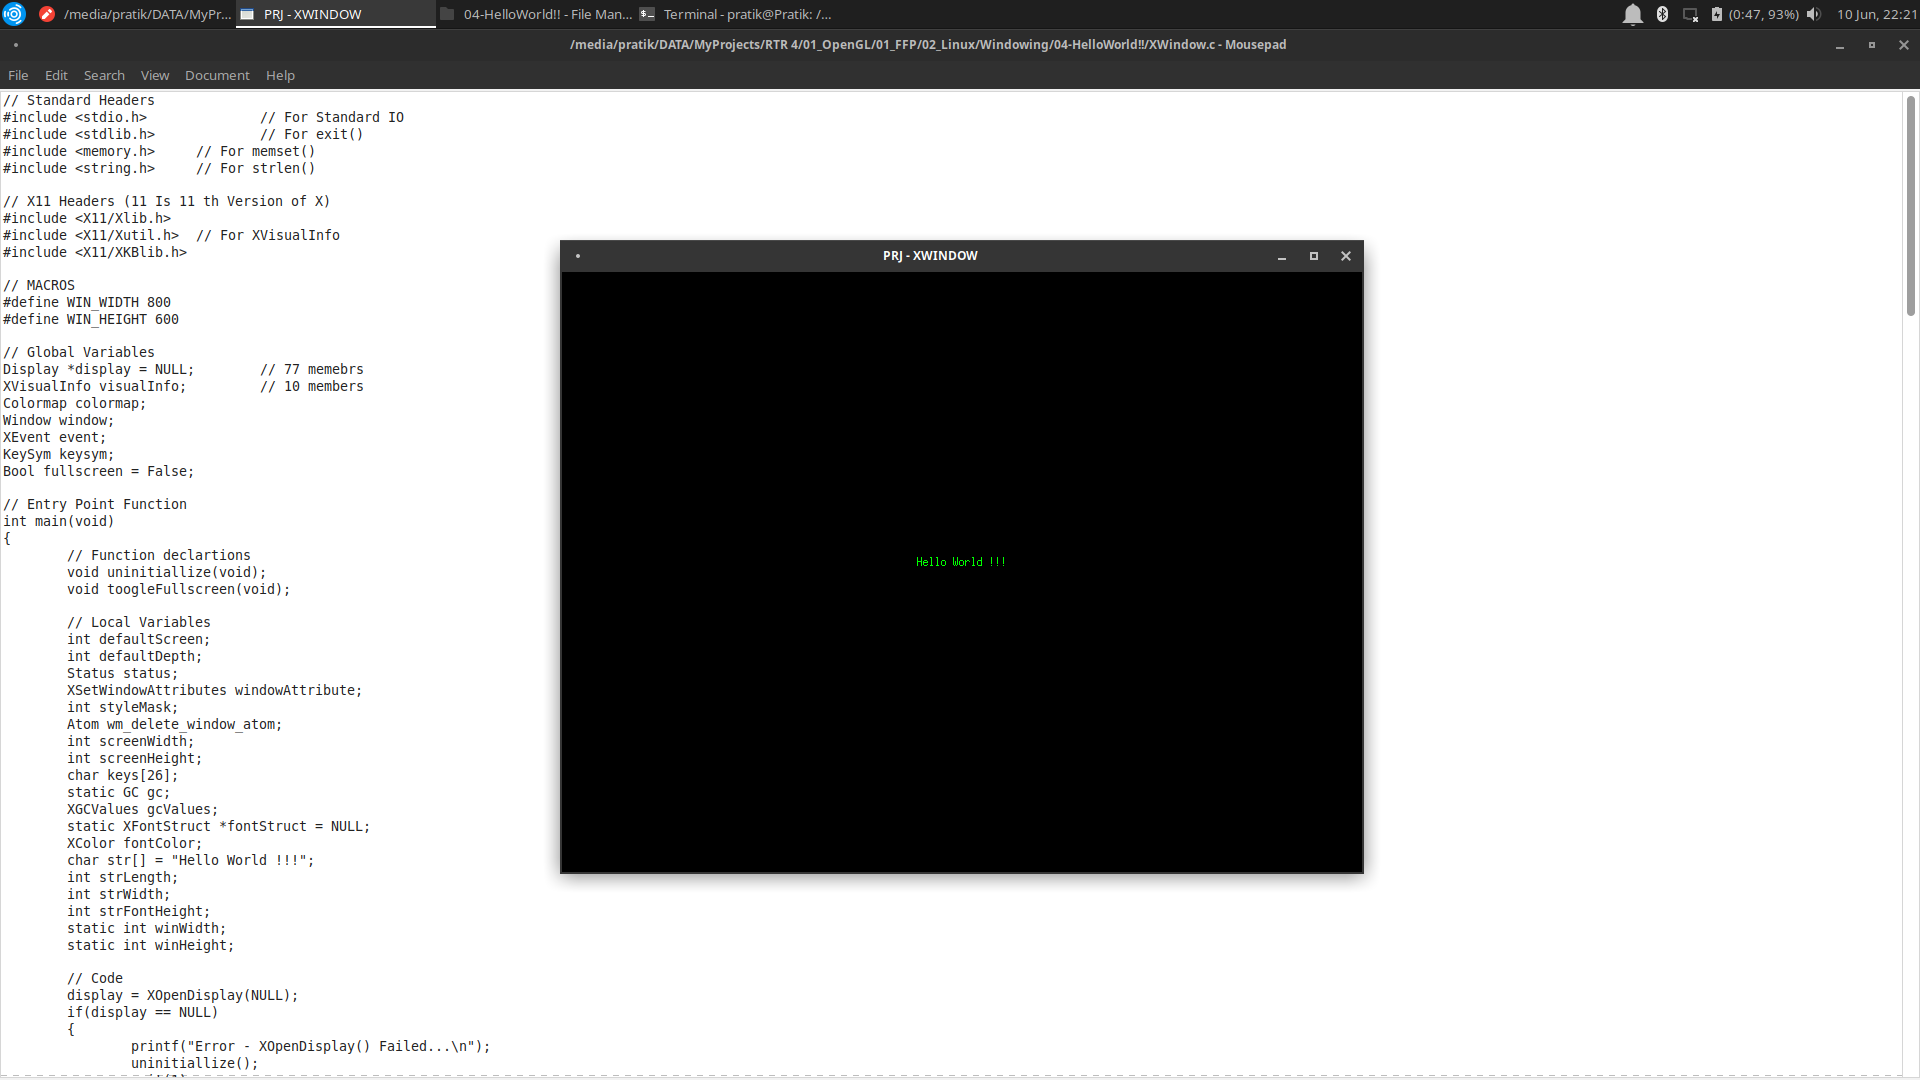 /media/pratik/DATA/MyPr... PRJ - XWINDOW 04-HelloWorld!! - File Man... Terminal - pratik@Pratik: /... (0:47, 93%) 10 Jun, 22:21
/media/pratik/DATA/MyProjects/RTR 4/01_OpenGL/01_FFP/02_Linux/Windowing/04-HelloWorld!!/XWindow.c - Mousepad
File Edit Search View Document Help
// Standard Headers
#include <stdio.h> // For Standard IO
#include <stdlib.h> // For exit()
#include <memory.h> // For memset()
#include <string.h> // For strlen()
// X11 Headers (11 Is 11 th Version of X)
#include <X11/Xlib.h>
#include <X11/Xutil.h> // For XVisualInfo
#include <X11/XKBlib.h>
// MACROS
#define WIN_WIDTH 800
#define WIN_HEIGHT 600
// Global Variables
Display *display = NULL; // 77 memebrs
XVisualInfo visualInfo; // 10 members
Colormap colormap;
Window window;
XEvent event;
KeySym keysym;
Bool fullscreen = False;
// Entry Point Function
int main(void)
{
// Function declartions
void uninitiallize(void);
void toogleFullscreen(void);
// Local Variables
int defaultScreen;
int defaultDepth;
Status status;
XSetWindowAttributes windowAttribute;
int styleMask;
Atom wm_delete_window_atom;
int screenWidth;
int screenHeight;
char keys[26];
static GC gc;
XGCValues gcValues;
static XFontStruct *fontStruct = NULL;
XColor fontColor;
char str[] = "Hello World !!!";
int strLength;
int strWidth;
int strFontHeight;
static int winWidth;
static int winHeight;
// Code
display = XOpenDisplay(NULL);
if(display == NULL)
{
printf("Error - XOpenDisplay() Failed...\n");
uninitiallize();
PRJ - XWINDOW
Hello World !!!